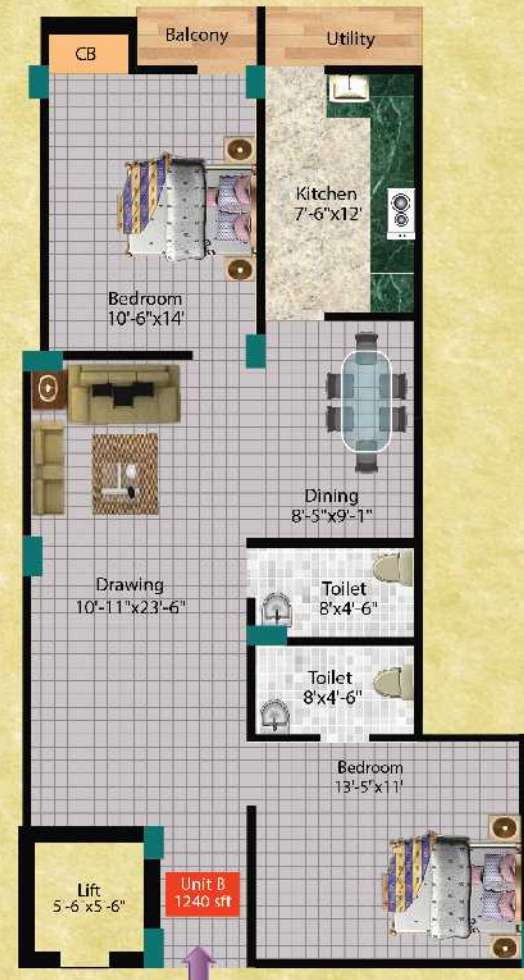 CB
Balcony
Utility
Kitchen
7'-6"x12'
Bedroom
10'-6"x14'
Dining
8'-5"x9'-1"
Drawing
10'-11"x23'-6"
Toilet
8'x4'-6"
Toilet
8'x4'-6"
Bedroom
13'-5"x11'
Lift
5'-6"x5'-6"
Unit B
1240 sft